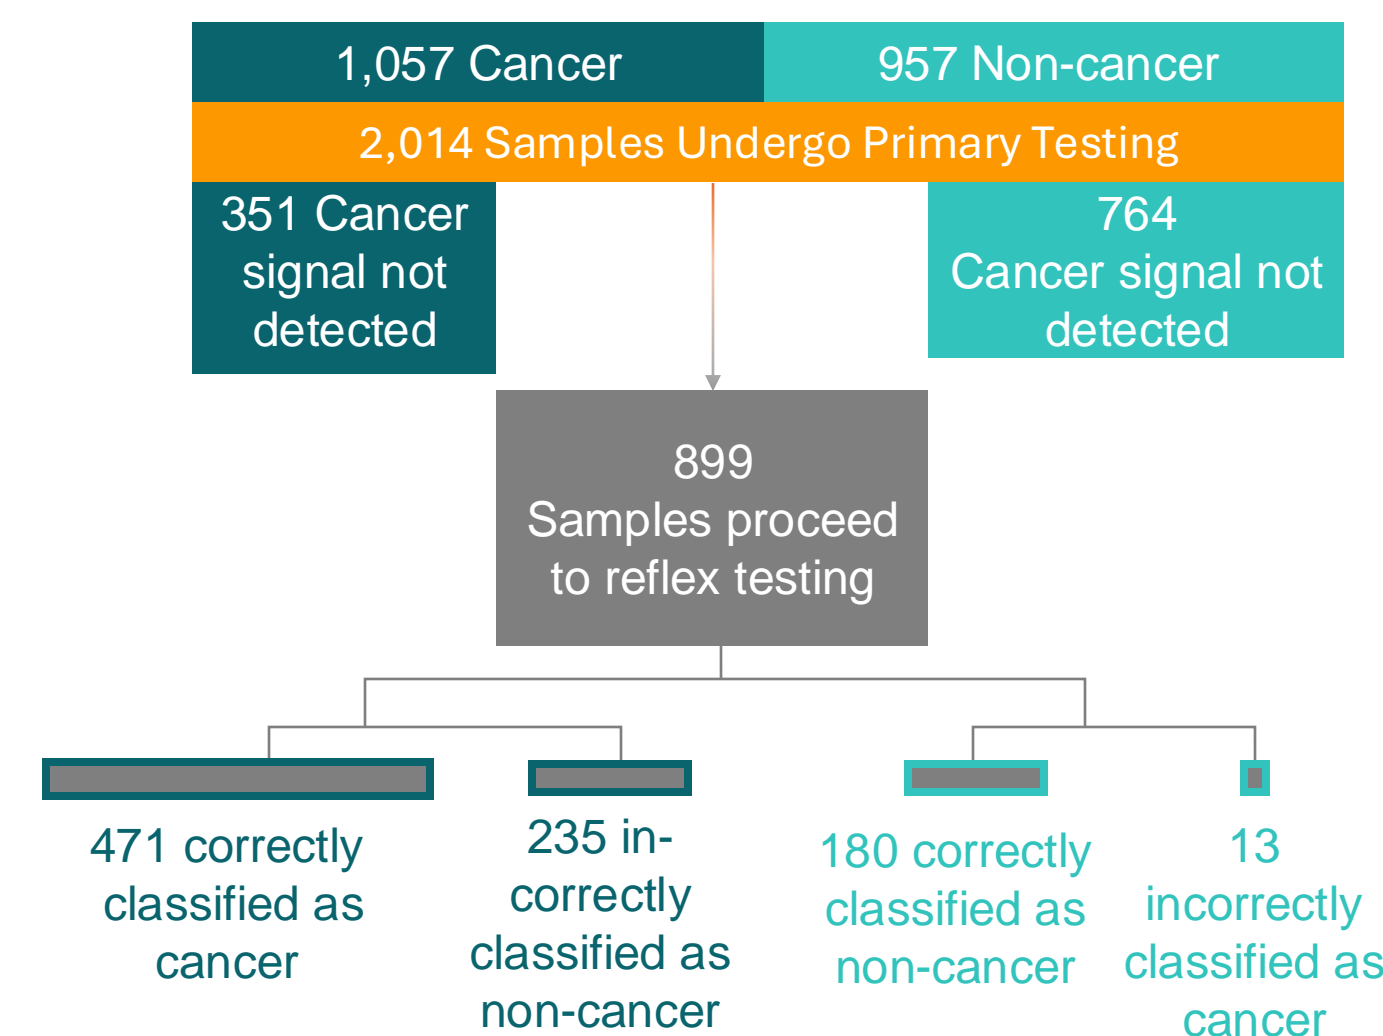 1,057 Cancer
957 Non-cancer
2,014 Samples Undergo Primary Testing
351 Cancer
signal not
detected
764
Cancer signal not
detected
899
Samples proceed
to reflex testing
471 correctly
classified as
cancer
235 in-
correctly
classified as
non-cancer
180 correctly
classified as
non-cancer
13
incorrectly
classified as
cancer